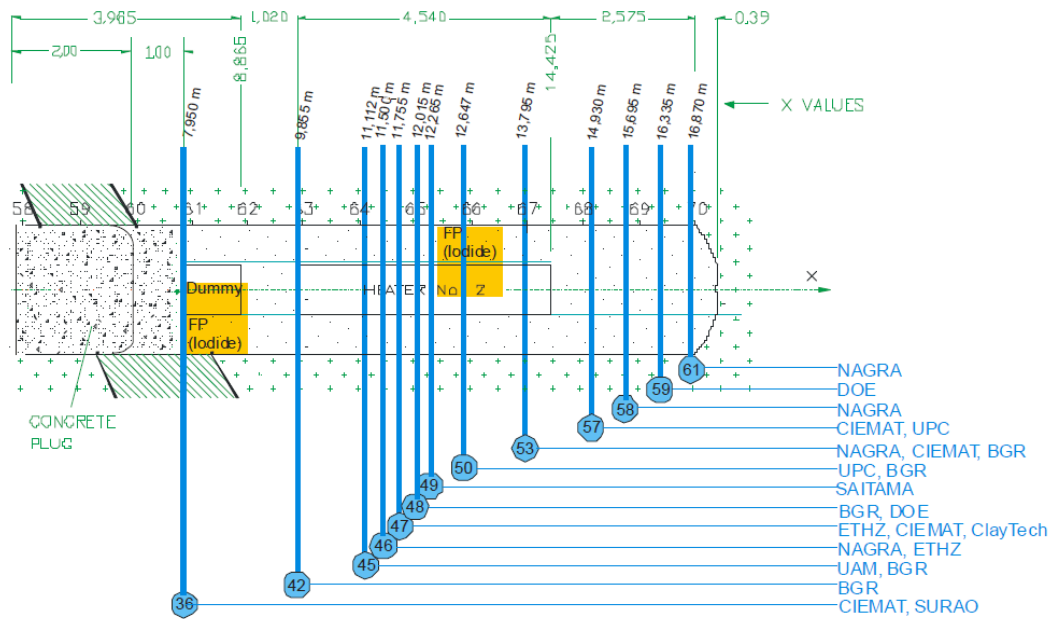 3,965
1,020
4,540
2,575
0.39
2,00
1,00
8,865
14,425
X VALUES
7,950 m
9,855 m
11,112 m
11,500 m
11,755 m
12,015 m
12,265 m
12,647 m
13,795 m
14,930 m
15,695 m
16,335 m
16,870 m
58 59 60 61 62 63 64 65 66 67 68 69 70
FP
(Iodide)
X
Dummy
HEATER
FP
(Iodide)
CONCRETE
PLUG
61 NAGRA
59 DOE
58 NAGRA
57 CIEMAT, UPC
53 NAGRA, CIEMAT, BGR
50 UPC, BGR
49 SAITAMA
48 BGR, DOE
47 ETHZ, CIEMAT, ClayTech
46 NAGRA, ETHZ
45 UAM, BGR
42 BGR
36 CIEMAT, SURAO